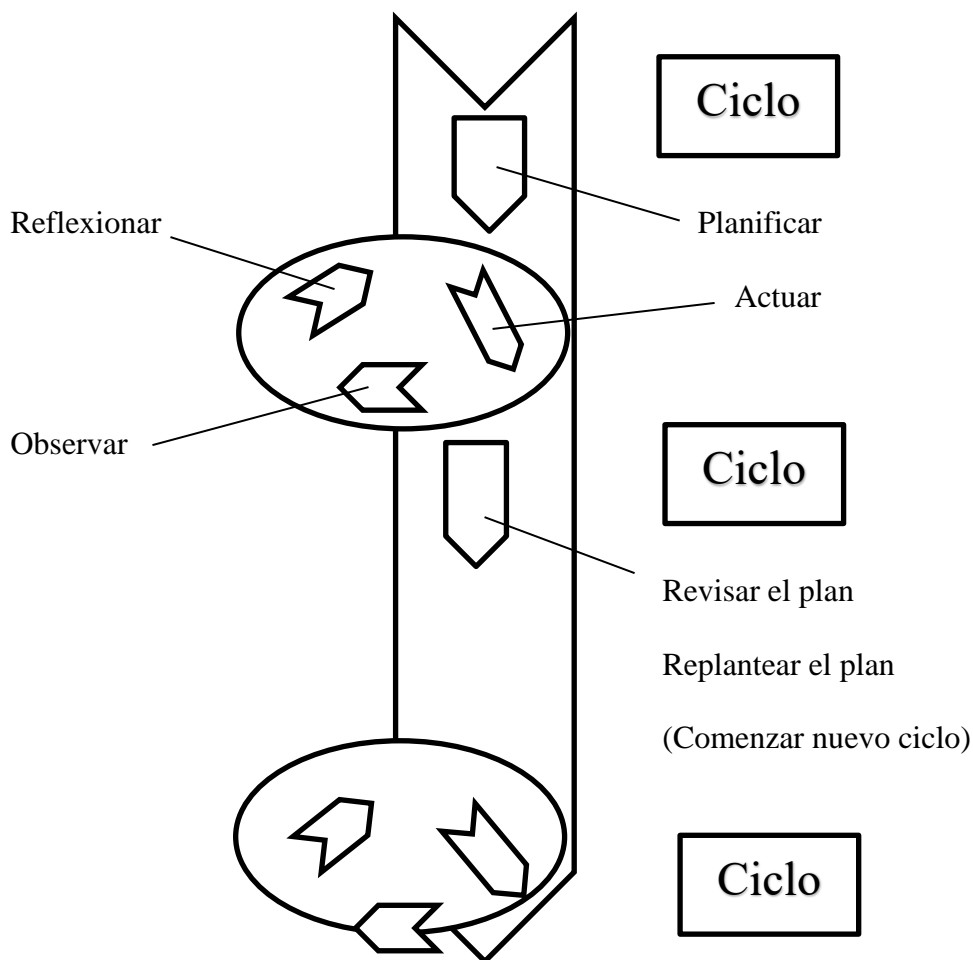 Ciclo
Reflexionar
Planificar
Actuar
Observar
Ciclo
Revisar el plan
Replantear el plan
(Comenzar nuevo ciclo)
Ciclo